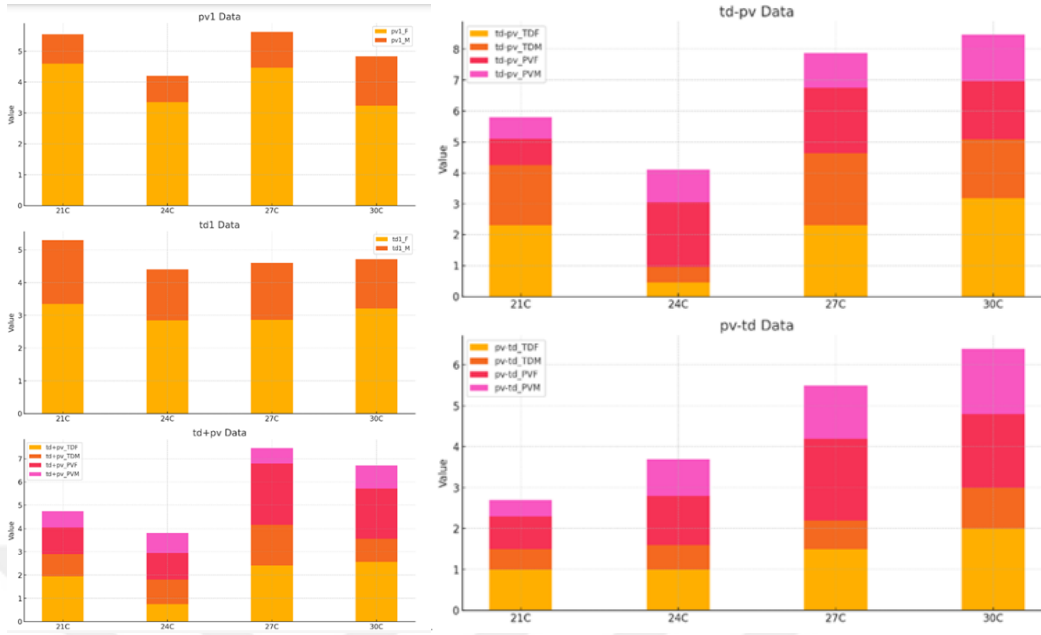 pv1 Data
pv1_F
pv1_M
Value
5
4
3
2
1
0
21C 24C 27C 30C
td1 Data
td1_F
td1_M
Value
5
4
3
2
1
0
21C 24C 27C 30C
td+pv Data
td+pv_TDF
td+pv_TDM
td+pv_PVF
td+pv_PVM
Value
7
6
5
4
3
2
1
0
21C 24C 27C 30C
td-pv Data
td-pv_TDF
td-pv_TDM
td-pv_PVF
td-pv_PVM
Value
8
7
6
5
4
3
2
1
0
21C 24C 27C 30C
pv-td Data
pv-td_TDF
pv-td_TDM
pv-td_PVF
pv-td_PVM
Value
6
5
4
3
2
1
0
21C 24C 27C 30C